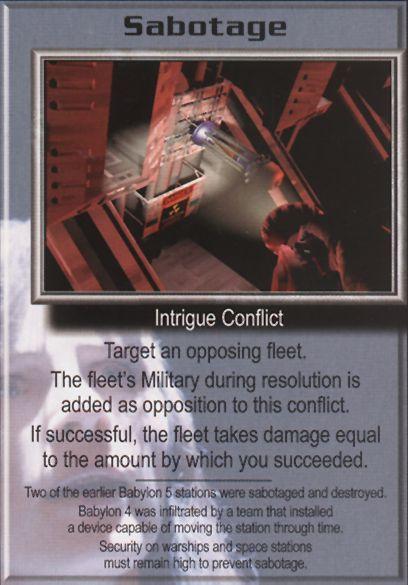 Sabotage
Intrigue Conflict
Target an opposing fleet.
The fleet's Military during resolution is
added as opposition to this conflict.
If successful, the fleet takes damage equal
to the amount by which you succeeded.
Two of the earlier Babylon 5 stations were sabotaged and destroyed.
Babylon 4 was infiltrated by a team that installed
a device capable of moving the station through time.
Security on warships and space stations
must remain high to prevent sabotage.